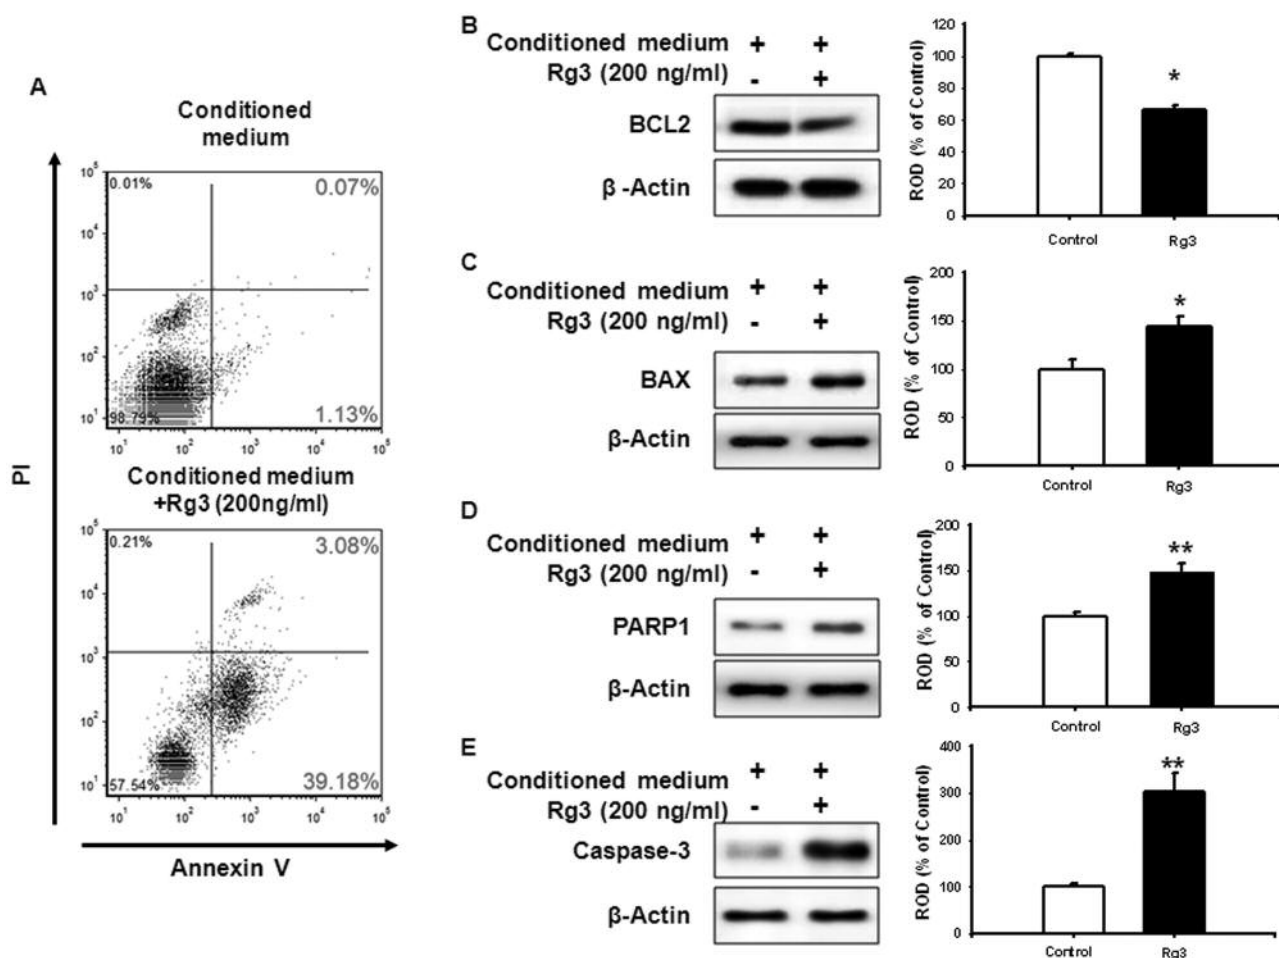 A
Conditioned
medium
10⁵
10⁴
10³
10²
10¹
0.01%
0.07%
98.79%
1.13%
10¹ 10² 10³ 10⁴ 10⁵
Conditioned medium
+Rg3 (200ng/ml)
10⁵
10⁴
10³
10²
10¹
0.21%
3.08%
57.54%
39.18%
10¹ 10² 10³ 10⁴ 10⁵
PI
Annexin V
B
Conditioned medium + +
Rg3 (200 ng/ml) - +
BCL2
β -Actin
ROD (% of Control)
120
100
80
60
40
20
0
*
Control Rg3
C
Conditioned medium + +
Rg3 (200 ng/ml) - +
BAX
β-Actin
ROD (% of Control)
200
150
100
50
0
*
Control Rg3
D
Conditioned medium + +
Rg3 (200 ng/ml) - +
PARP1
β-Actin
ROD (% of Control)
200
150
100
50
0
**
Control Rg3
E
Conditioned medium + +
Rg3 (200 ng/ml) - +
Caspase-3
β-Actin
ROD (% of Control)
400
300
200
100
0
**
Control Rg3